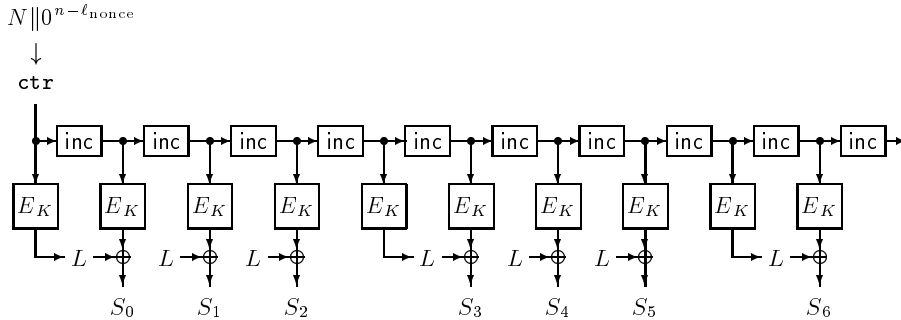 N‖0^{n−ℓ_nonce}
ctr
inc inc inc inc inc inc inc inc inc inc
E_K E_K E_K E_K E_K E_K E_K E_K E_K E_K
L L L L L L L
S_0 S_1 S_2 S_3 S_4 S_5 S_6